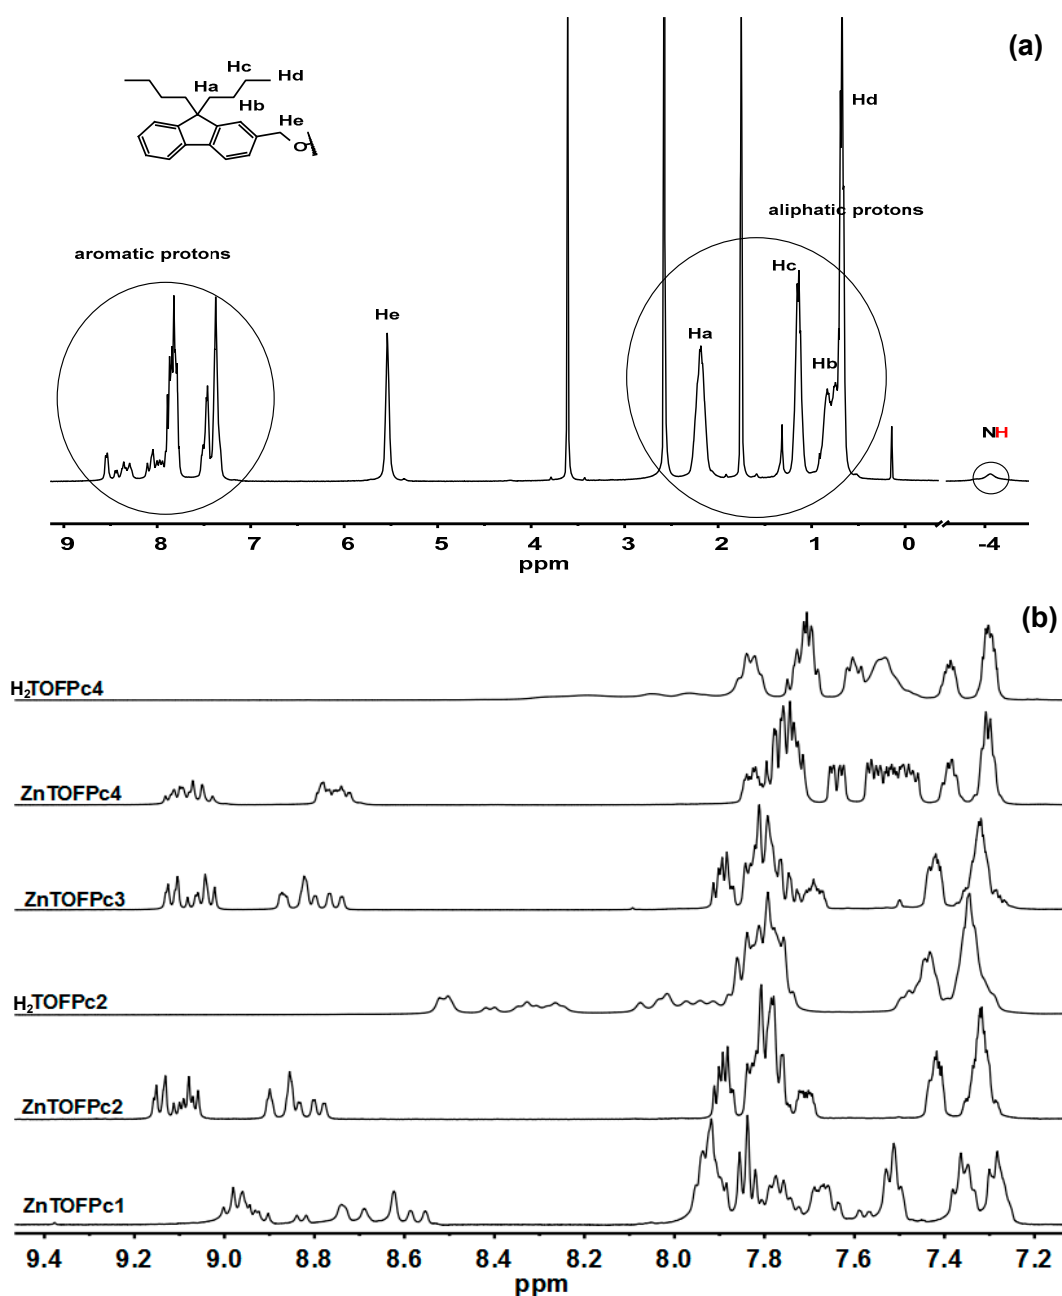 (a)
Hc
Hd
Ha
Hb
He
O
Hd
aliphatic protons
aromatic protons
Hc
He
Ha
Hb
NH
9 8 7 6 5 4 3 2 1 0 -4
ppm
(b)
H₂TOFPc4
ZnTOFPc4
ZnTOFPc3
H₂TOFPc2
ZnTOFPc2
ZnTOFPc1
9.4 9.2 9.0 8.8 8.6 8.4 8.2 8.0 7.8 7.6 7.4 7.2
ppm